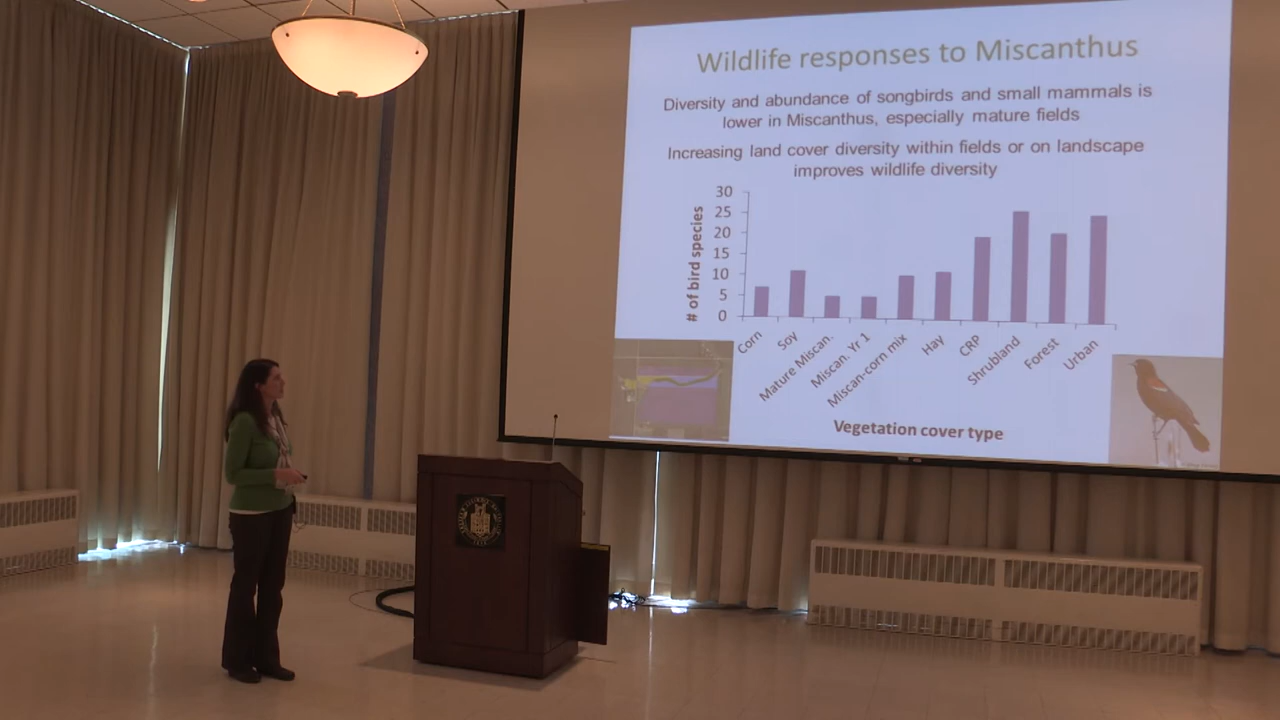 Wildlife responses to Miscanthus
Diversity and abundance of songbirds and small mammals is
lower in Miscanthus, especially mature fields
Increasing land cover diversity within fields or on landscape
improves wildlife diversity
# of bird species
30
25
20
15
10
5
0
Corn
Soy
Mature Miscan.
Miscan. Yr 1
Miscan-corn mix
Hay
CRP
Shrubland
Forest
Urban
Vegetation cover type